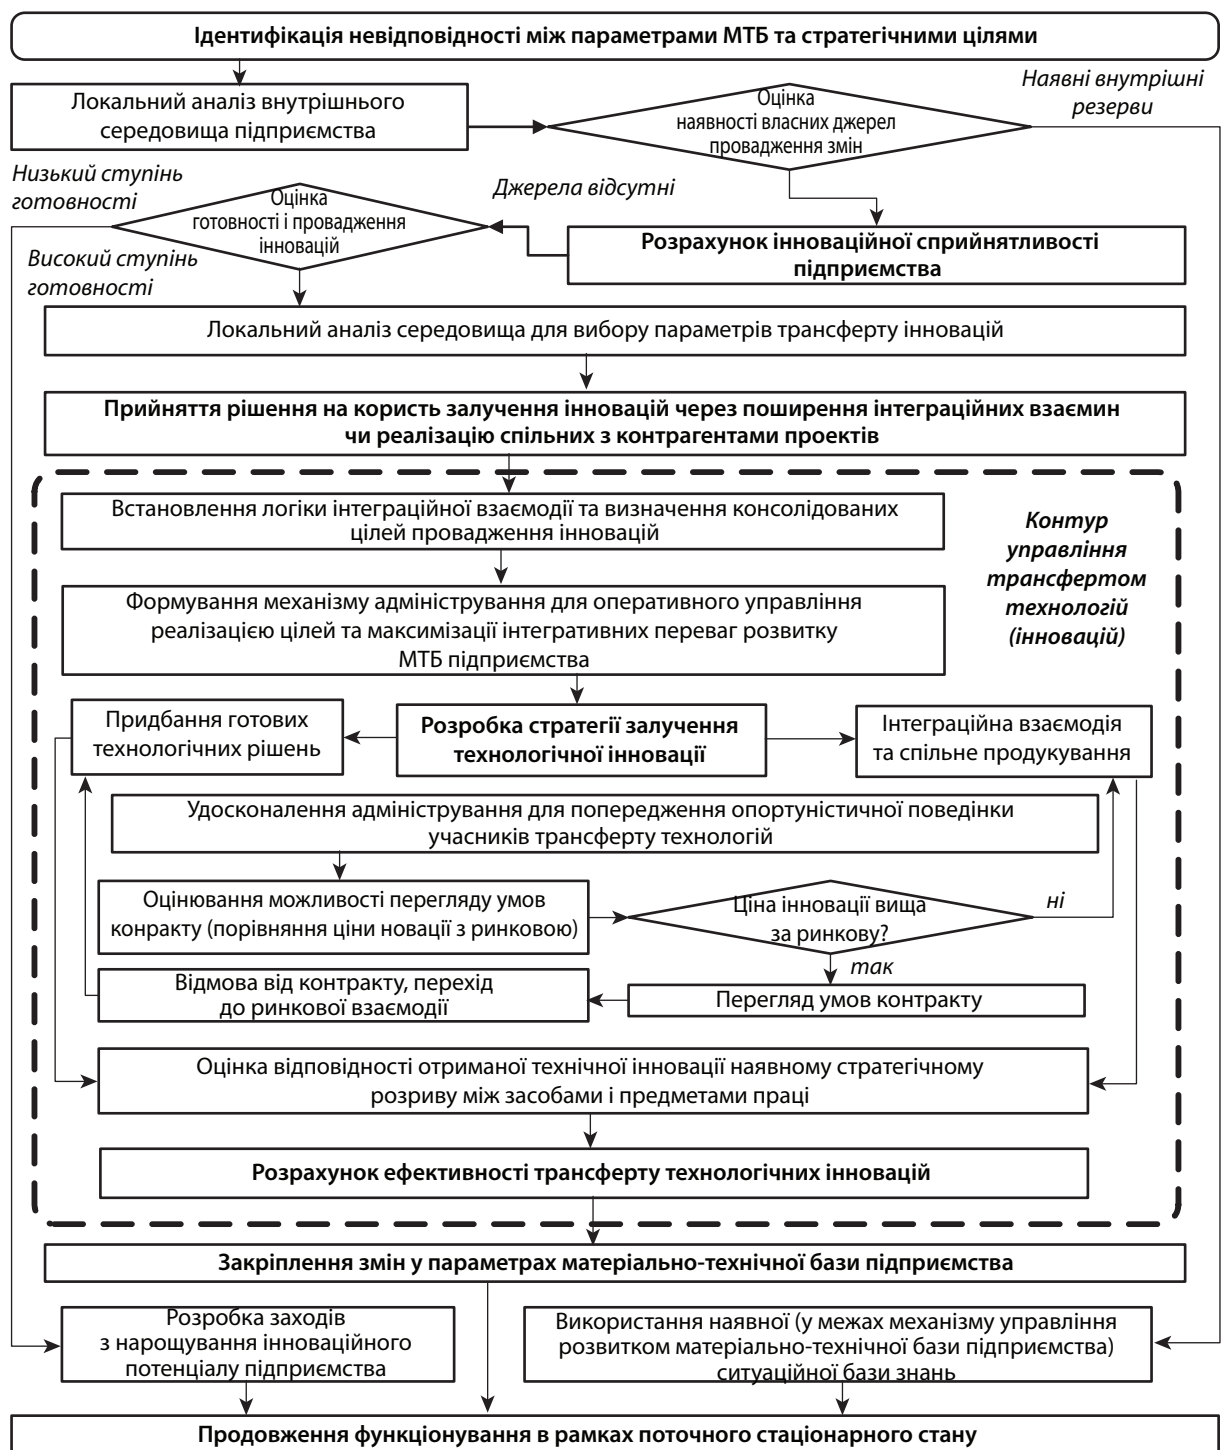 Ідентифікація невідповідності між параметрами МТБ та стратегічними цілями
Локальний аналіз внутрішнього
середовища підприємства
Оцінка
наявності власних джерел
провадження змін
Наявні внутрішні
резерви
Низький ступінь
готовності
Оцінка
готовності і провадження
інновацій
Джерела відсутні
Розрахунок інноваційної сприйнятливості
підприємства
Високий ступінь
готовності
Локальний аналіз середовища для вибору параметрів трансферту інновацій
Прийняття рішення на користь залучення інновацій через поширення інтеграційних взаємин
чи реалізацію спільних з контрагентами проектів
Встановлення логіки інтеграційної взаємодії та визначення консолідованих
цілей провадження інновацій
Контур
управління
трансфертом
технологій
(інновацій)
Формування механізму адміністрування для оперативного управління
реалізацією цілей та максимізації інтегративних переваг розвитку
МТБ підприємства
Придбання готових
технологічних рішень
Розробка стратегії залучення
технологічної інновації
Інтеграційна взаємодія
та спільне продукування
Удосконалення адміністрування для попередження опортуністичної поведінки
учасників трансферту технологій
Оцінювання можливості перегляду умов
конракту (порівняння ціни новації з ринковою)
Ціна інновації вища
за ринкову?
ні
так
Відмова від контракту, перехід
до ринкової взаємодії
Перегляд умов контракту
Оцінка відповідності отриманої технічної інновації наявному стратегічному
розриву між засобами і предметами праці
Розрахунок ефективності трансферту технологічних інновацій
Закріплення змін у параметрах матеріально-технічної бази підприємства
Розробка заходів
з нарощування інноваційного
потенціалу підприємства
Використання наявної (у межах механізму управління
розвитком матеріально-технічної бази підприємства)
ситуаційної бази знань
Продовження функціонування в рамках поточного стаціонарного стану